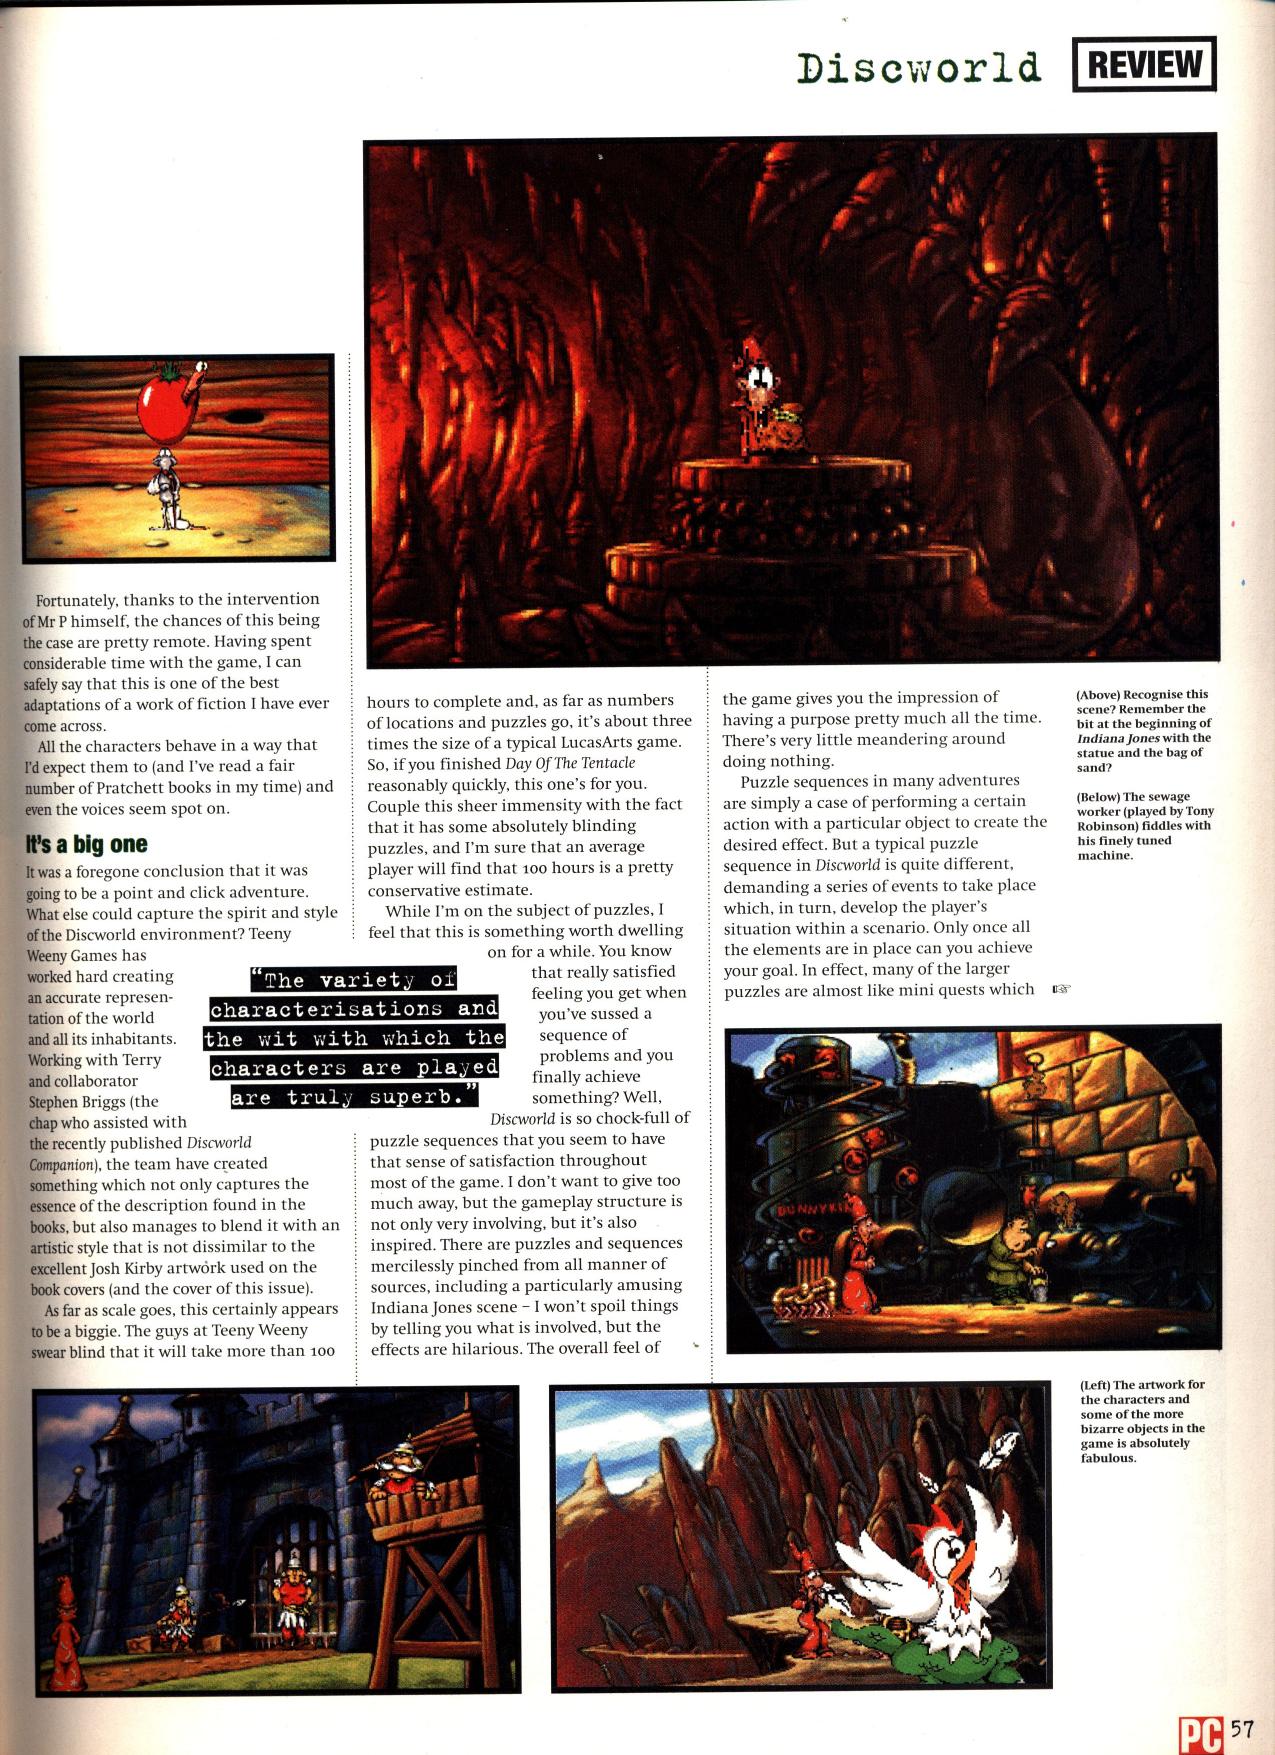 Discworld
REVIEW
Fortunately, thanks to the intervention
of Mr P himself, the chances of this being
the case are pretty remote. Having spent
considerable time with the game, I can
safely say that this is one of the best
adaptations of a work of fiction I have ever
come across.
All the characters behave in a way that
I'd expect them to (and I've read a fair
number of Pratchett books in my time) and
even the voices seem spot on.
It's a big one
It was a foregone conclusion that it was
going to be a point and click adventure.
What else could capture the spirit and style
of the Discworld environment? Teeny
Weeny Games has
worked hard creating
an accurate represen-
tation of the world
and all its inhabitants.
Working with Terry
and collaborator
Stephen Briggs (the
chap who assisted with
the recently published Discworld
Companion), the team have created
something which not only captures the
essence of the description found in the
books, but also manages to blend it with an
artistic style that is not dissimilar to the
excellent Josh Kirby artwork used on the
book covers (and the cover of this issue).
As far as scale goes, this certainly appears
to be a biggie. The guys at Teeny Weeny
swear blind that it will take more than 100
"The variety of
characterisations and
the wit with which the
characters are played
are truly superb."
hours to complete and, as far as numbers
of locations and puzzles go, it's about three
times the size of a typical LucasArts game.
So, if you finished Day Of The Tentacle
reasonably quickly, this one's for you.
Couple this sheer immensity with the fact
that it has some absolutely blinding
puzzles, and I'm sure that an average
player will find that 100 hours is a pretty
conservative estimate.
While I'm on the subject of puzzles, I
feel that this is something worth dwelling
on for a while. You know
that really satisfied
feeling you get when
you've sussed a
sequence of
problems and you
finally achieve
something? Well,
Discworld is so chock-full of
puzzle sequences that you seem to have
that sense of satisfaction throughout
most of the game. I don't want to give too
much away, but the gameplay structure is
not only very involving, but it's also
inspired. There are puzzles and sequences
mercilessly pinched from all manner of
sources, including a particularly amusing
Indiana Jones scene – I won't spoil things
by telling you what is involved, but the
effects are hilarious. The overall feel of
the game gives you the impression of
having a purpose pretty much all the time.
There's very little meandering around
doing nothing.
Puzzle sequences in many adventures
are simply a case of performing a certain
action with a particular object to create the
desired effect. But a typical puzzle
sequence in Discworld is quite different,
demanding a series of events to take place
which, in turn, develop the player's
situation within a scenario. Only once all
the elements are in place can you achieve
your goal. In effect, many of the larger
puzzles are almost like mini quests which
(Above) Recognise this
scene? Remember the
bit at the beginning of
Indiana Jones with the
statue and the bag of
sand?
(Below) The sewage
worker (played by Tony
Robinson) fiddles with
his finely tuned
machine.
DUNNYKIN
(Left) The artwork for
the characters and
some of the more
bizarre objects in the
game is absolutely
fabulous.
PC 57